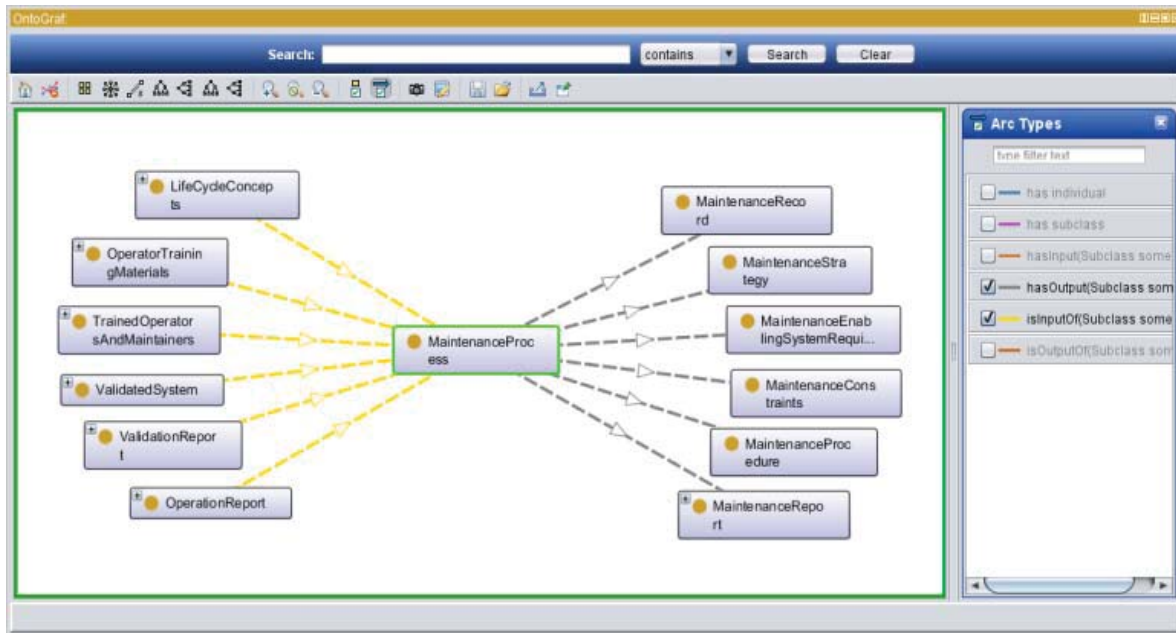 OntoGraf
Search:
contains
Search
Clear
LifeCycleConcep
ts
OperatorTrainin
gMaterials
TrainedOperator
sAndMaintainers
ValidatedSystem
ValidationRepor
t
OperationReport
MaintenanceProc
ess
MaintenanceReco
rd
MaintenanceStra
tegy
MaintenanceEnab
lingSystemRequi...
MaintenanceCons
traints
MaintenanceProc
edure
MaintenanceRepo
rt
Arc Types
type filter text
has individual
has subclass
hasInput(Subclass some
hasOutput(Subclass som
isInputOf(Subclass some
isOutputOf(Subclass som